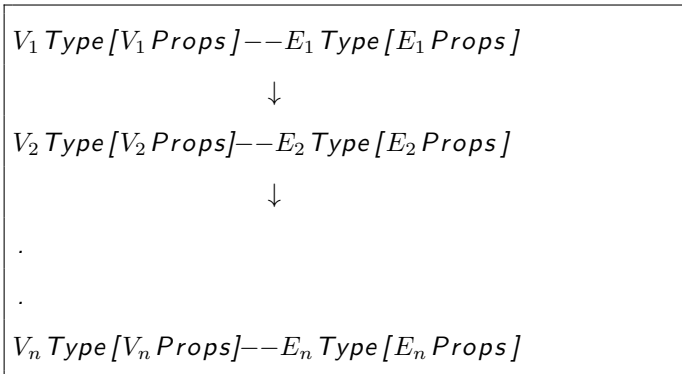 V₁ Type[V₁ Props]−−E₁ Type[E₁ Props]
↓
V₂ Type[V₂ Props]−−E₂ Type[E₂ Props]
↓
.
.
Vₙ Type[Vₙ Props]−−Eₙ Type[Eₙ Props]